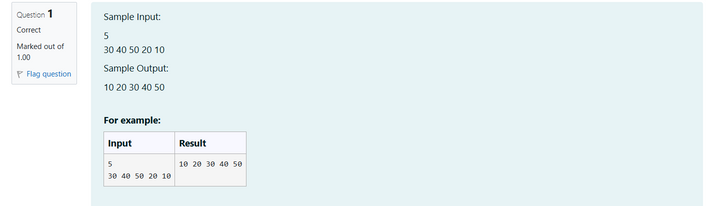 Question 1
Correct
Marked out of
1.00
Flag question
Sample Input:
5
30 40 50 20 10
Sample Output:
10 20 30 40 50
For example:
Input Result
5 10 20 30 40 50
30 40 50 20 10